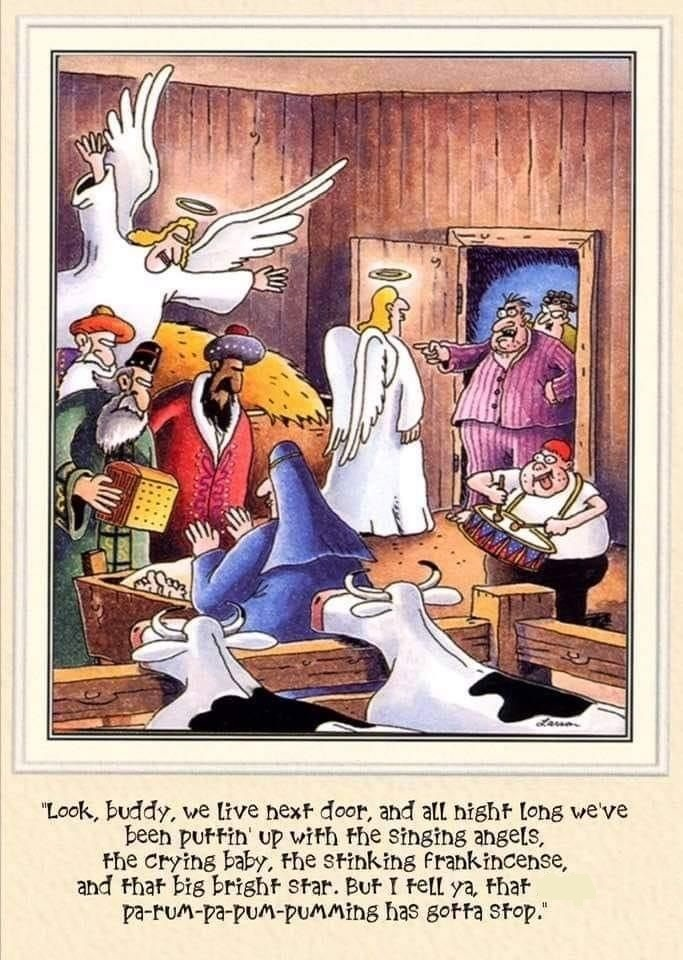 Larson
"Look, buddy, we live next door, and all night long we've
been puttin' up with the singing angels,
the crying baby, the stinking frankincense,
and that big bright star. But I tell ya, that
pa-rum-pa-pum-pumming has gotta stop."